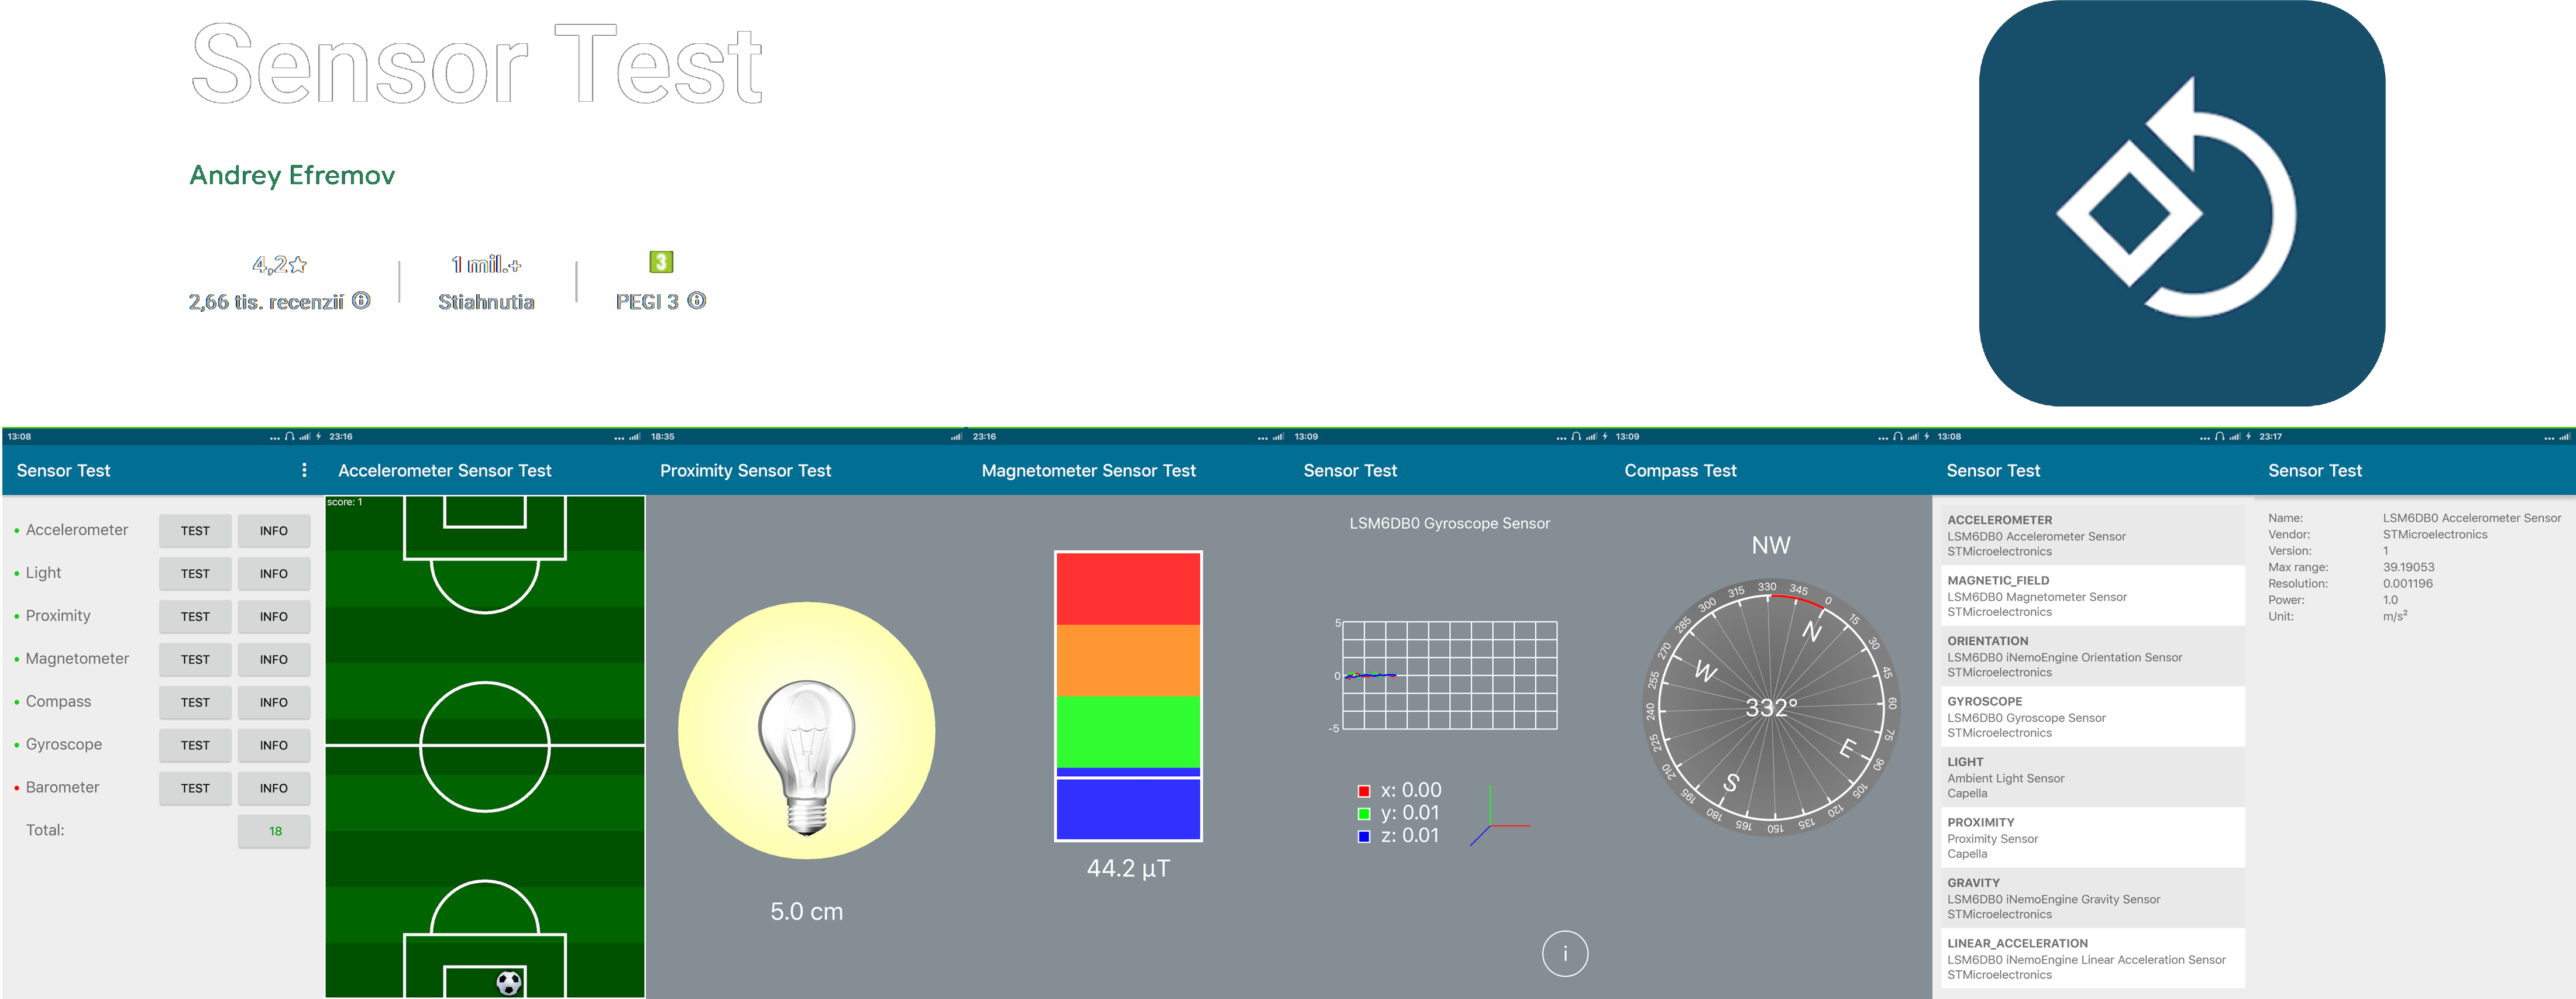 Sensor Test
Andrey Efremov
4,2
1 mil.+
3
2,66 tis. recenzií
Stiahnutia
PEGI 3
13:08
Sensor Test
Accelerometer TEST INFO
Light TEST INFO
Proximity TEST INFO
Magnetometer TEST INFO
Compass TEST INFO
Gyroscope TEST INFO
Barometer TEST INFO
Total: 18
23:16
Accelerometer Sensor Test
score: 1
18:35
Proximity Sensor Test
5.0 cm
23:16
Magnetometer Sensor Test
44.2 µT
13:09
Sensor Test
LSM6DB0 Gyroscope Sensor
5
0
-5
x: 0.00
y: 0.01
z: 0.01
i
13:09
Compass Test
NW
330 345 0 15 30 45 60 75 90 105 120 135 150 165 180 195 210 225 240 255 270 285 300 315
N
E
S
W
332°
13:08
Sensor Test
ACCELEROMETER
LSM6DB0 Accelerometer Sensor
STMicroelectronics
MAGNETIC_FIELD
LSM6DB0 Magnetometer Sensor
STMicroelectronics
ORIENTATION
LSM6DB0 iNemoEngine Orientation Sensor
STMicroelectronics
GYROSCOPE
LSM6DB0 Gyroscope Sensor
STMicroelectronics
LIGHT
Ambient Light Sensor
Capella
PROXIMITY
Proximity Sensor
Capella
GRAVITY
LSM6DB0 iNemoEngine Gravity Sensor
STMicroelectronics
LINEAR_ACCELERATION
LSM6DB0 iNemoEngine Linear Acceleration Sensor
STMicroelectronics
23:17
Sensor Test
Name: LSM6DB0 Accelerometer Sensor
Vendor: STMicroelectronics
Version: 1
Max range: 39.19053
Resolution: 0.001196
Power: 1.0
Unit: m/s²